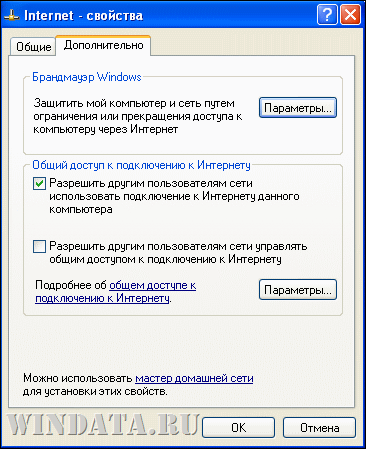 Internet - свойства
Общие
Дополнительно
Брандмауэр Windows
Защитить мой компьютер и сеть путем
ограничения или прекращения доступа к
компьютеру через Интернет
Параметры...
Общий доступ к подключению к Интернету
Разрешить другим пользователям сети
использовать подключение к Интернету данного
компьютера
Разрешить другим пользователям сети управлять
общим доступом к подключению к Интернету
Подробнее об общем доступе к
подключению к Интернету.
Параметры...
Можно использовать мастер домашней сети
для установки этих свойств.
WINDATA.RU
OK
Отмена